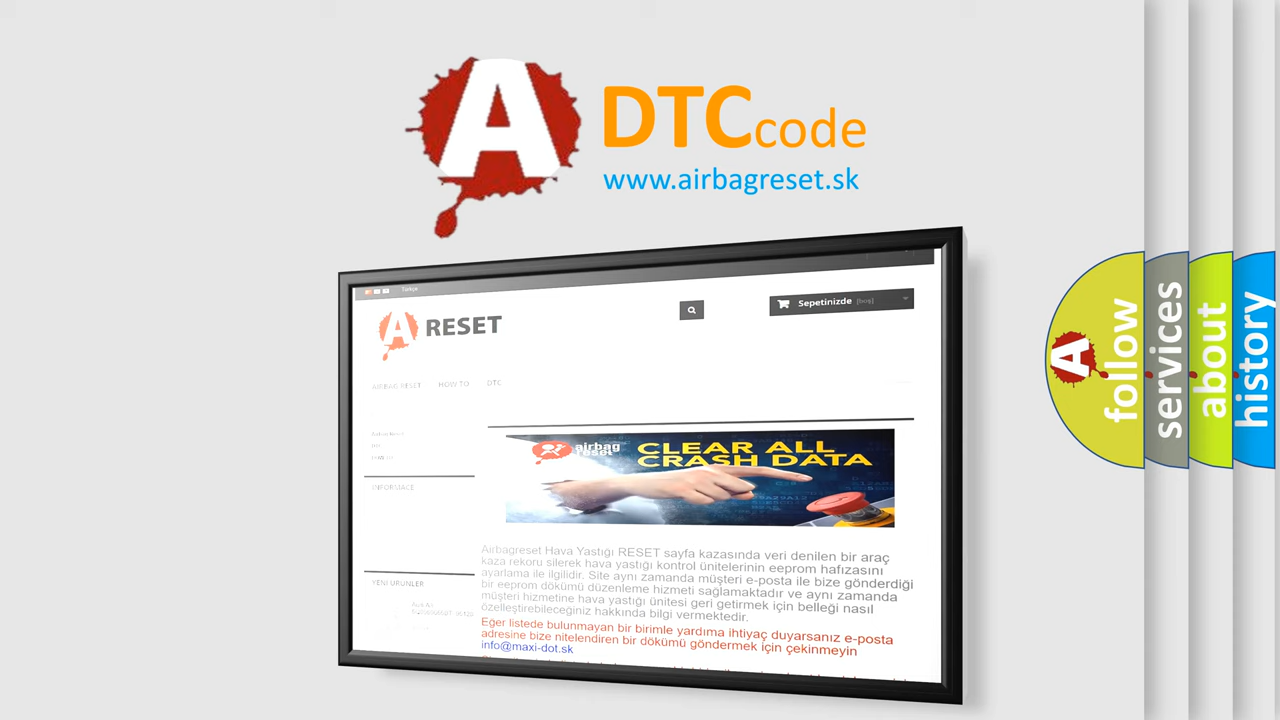 A
DTCcode
www.airbagreset.sk
Türkçe
A RESET
Sepetinizde [boş]
AIRBAG RESET HOW TO DTC
INFORMACE
YENİ ÜRÜNLER
airbag
reset
CLEAR ALL
CRASH DATA
Airbagreset Hava Yastığı RESET sayfa kazasında veri denilen bir araç
kaza rekoru silerek hava yastığı kontrol ünitelerinin eeprom hafızasını
ayarlama ile ilgilidir. Site aynı zamanda müşteri e-posta ile bize gönderdiği
bir eeprom dökümü düzenleme hizmeti sağlamaktadır ve aynı zamanda
müşteri hizmetine hava yastığı ünitesi geri getirmek için belleği nasıl
özelleştirebileceğiniz hakkında bilgi vermektedir.
Eger listede bulunmayan bir birimle yardıma ihtiyaç duyarsanız e-posta
adresine bize nitelendiren bir dökümü göndermek için çekinmeyin
info@maxi-dot.sk
A
follow
services
about
history